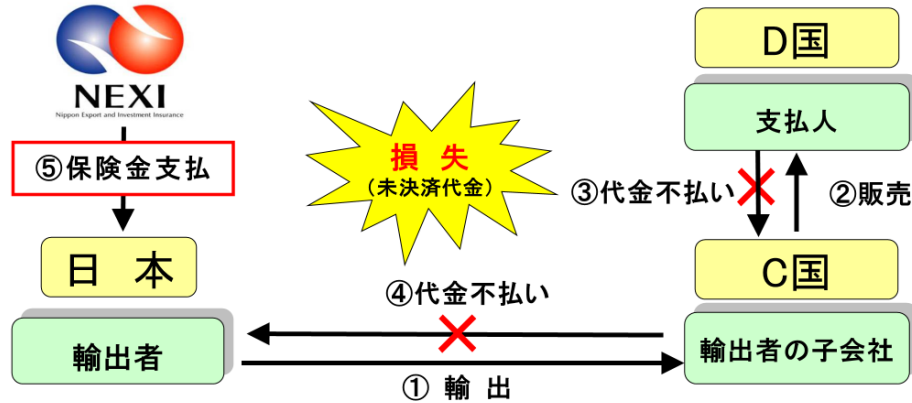 NEXI
Nippon Export and Investment Insurance
⑤保険金支払
日 本
輸出者
損 失
(未決済代金)
D国
支払人
③代金不払い
②販売
C国
輸出者の子会社
④代金不払い
① 輸 出